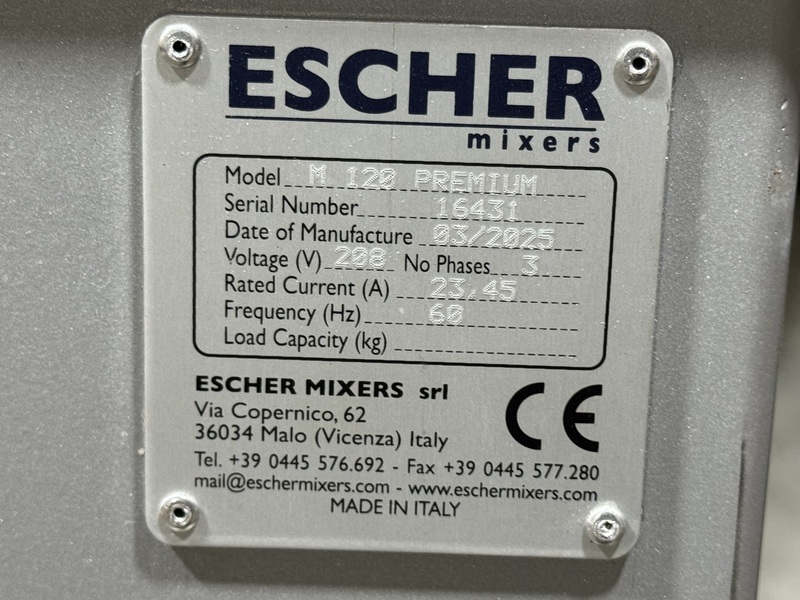 ESCHER
mixers
Model M 120 PREMIUM
Serial Number 16431
Date of Manufacture 03/2025
Voltage (V) 208 No Phases 3
Rated Current (A) 23,45
Frequency (Hz) 60
Load Capacity (kg)
ESCHER MIXERS srl
Via Copernico, 62
36034 Malo (Vicenza) Italy
CE
Tel. +39 0445 576.692 - Fax +39 0445 577.280
mail@eschermixers.com - www.eschermixers.com
MADE IN ITALY